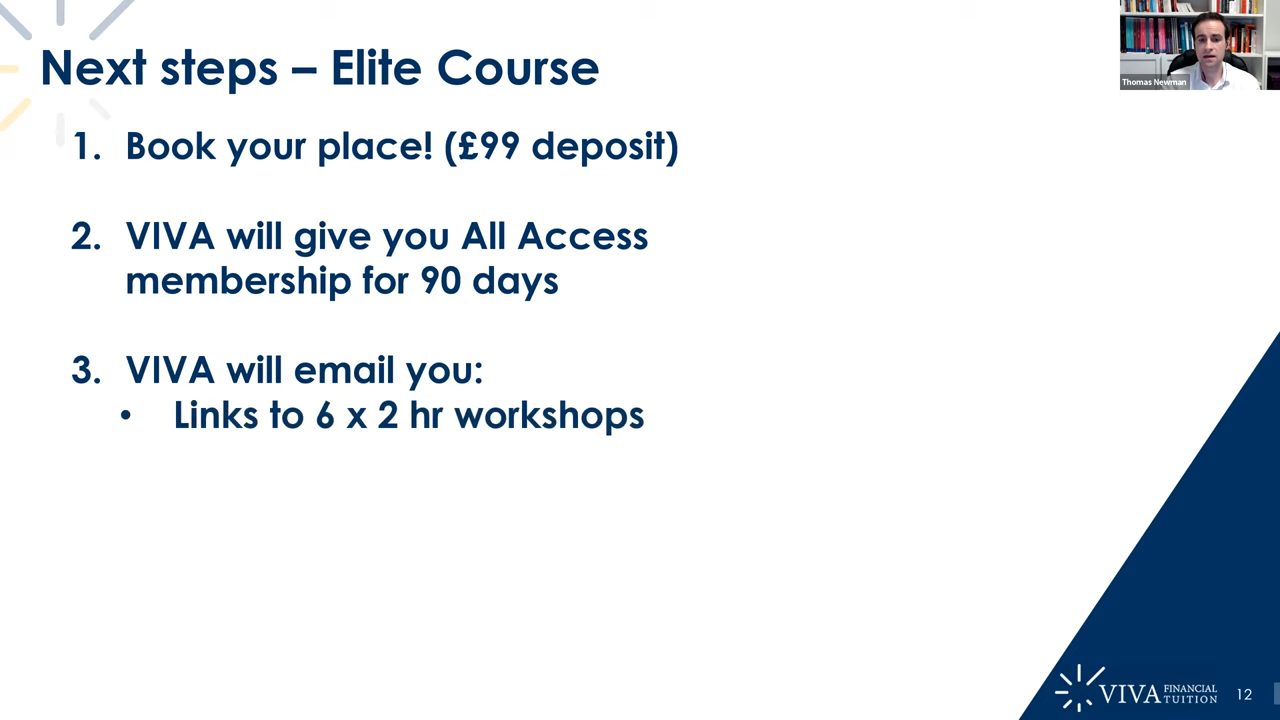 Next steps – Elite Course
Thomas Newman
1. Book your place! (£99 deposit)
2. VIVA will give you All Access
membership for 90 days
3. VIVA will email you:
• Links to 6 x 2 hr workshops
VIVA FINANCIAL
TUITION
12